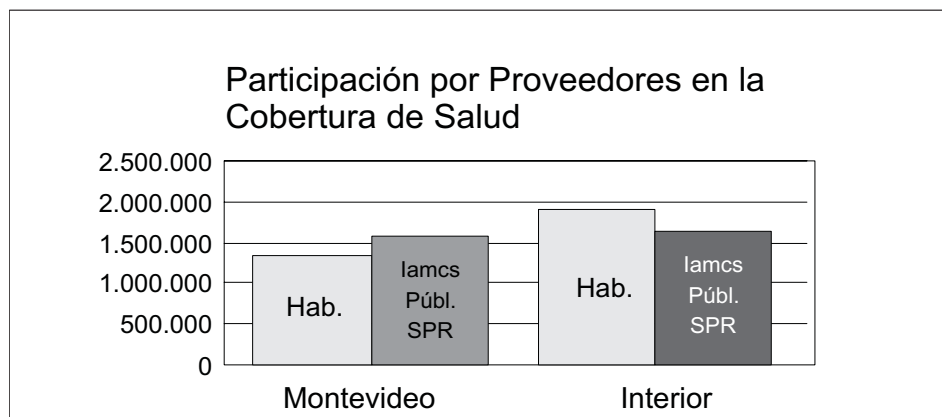 Participación por Proveedores en la
Cobertura de Salud
2.500.000
2.000.000
1.500.000
1.000.000
500.000
0
Hab.
Iamcs
Públ.
SPR
Hab.
Iamcs
Públ.
SPR
Montevideo
Interior